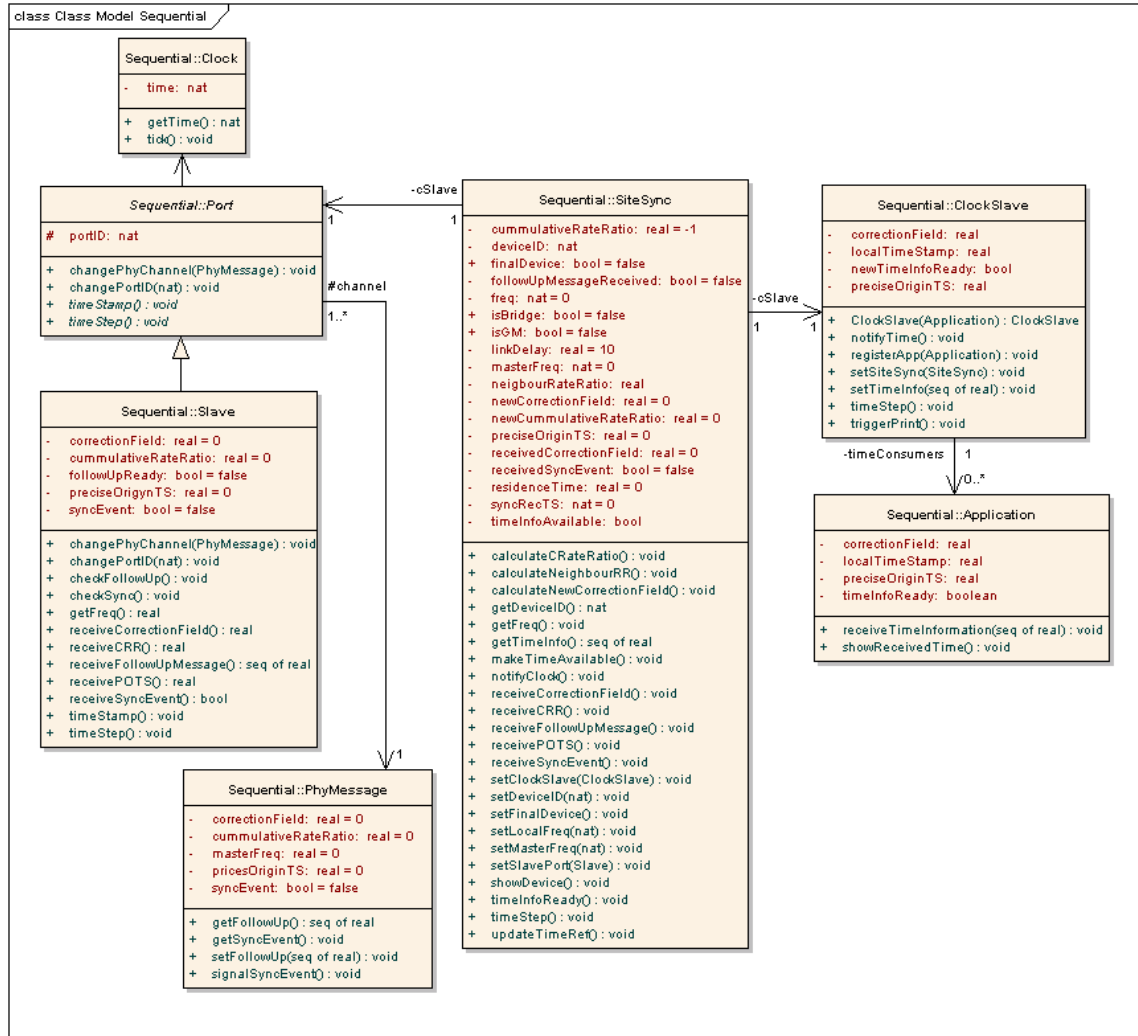 class Class Model Sequential
Sequential::Clock
- time: nat
+ getTime() : nat
+ tick() : void
Sequential::Port
# portID: nat
+ changePhyChannel(PhyMessage) : void
+ changePortID(nat) : void
+ timeStamp() : void
+ timeStep() : void
-cSlave
1
1
#channel
1..*
1
Sequential::Slave
- correctionField: real = 0
- cummulativeRateRatio: real = 0
- followUpReady: bool = false
- preciseOrigynTS: real = 0
- syncEvent: bool = false
+ changePhyChannel(PhyMessage) : void
+ changePortID(nat) : void
+ checkFollowUp() : void
+ checkSync() : void
+ getFreq() : real
+ receiveCorrectionField() : real
+ receiveCRR() : real
+ receiveFollowUpMessage() : seq of real
+ receivePOTS() : real
+ receiveSyncEvent() : bool
+ timeStamp() : void
+ timeStep() : void
Sequential::PhyMessage
- correctionField: real = 0
- cummulativeRateRatio: real = 0
- masterFreq: real = 0
- pricesOriginTS: real = 0
- syncEvent: bool = false
+ getFollowUp() : seq of real
+ getSyncEvent() : void
+ setFollowUp(seq of real) : void
+ signalSyncEvent() : void
Sequential::SiteSync
- cummulativeRateRatio: real = -1
- deviceID: nat
+ finalDevice: bool = false
- followUpMessageReceived: bool = false
- freq: nat = 0
+ isBridge: bool = false
+ isGM: bool = false
- linkDelay: real = 10
- masterFreq: nat = 0
- neigbourRateRatio: real
- newCorrectionField: real = 0
- newCummulativeRateRatio: real = 0
- preciseOriginTS: real = 0
- receivedCorrectionField: real = 0
- receivedSyncEvent: bool = false
- residenceTime: real = 0
- syncRecTS: nat = 0
- timeInfoAvailable: bool
+ calculateCRateRatio() : void
+ calculateNeighbourRR() : void
+ calculateNewCorrectionField() : void
+ getDeviceID() : nat
+ getFreq() : void
+ getTimeInfo() : seq of real
+ makeTimeAvailable() : void
+ notifyClock() : void
+ receiveCorrectionField() : void
+ receiveCRR() : void
+ receiveFollowUpMessage() : void
+ receivePOTS() : void
+ receiveSyncEvent() : void
+ setClockSlave(ClockSlave) : void
+ setDeviceID(nat) : void
+ setFinalDevice() : void
+ setLocalFreq(nat) : void
+ setMasterFreq(nat) : void
+ setSlavePort(Slave) : void
+ showDevice() : void
+ timeInfoReady() : void
+ timeStep() : void
+ updateTimeRef() : void
-cSlave
1
1
Sequential::ClockSlave
- correctionField: real
- localTimeStamp: real
- newTimeInfoReady: bool
- preciseOriginTS: real
+ ClockSlave(Application) : ClockSlave
+ notifyTime() : void
+ registerApp(Application) : void
+ setSiteSync(SiteSync) : void
+ setTimeInfo(seq of real) : void
+ timeStep() : void
+ triggerPrint() : void
-timeConsumers 1
0..*
Sequential::Application
- correctionField: real
- localTimeStamp: real
- preciseOriginTS: real
- timeInfoReady: boolean
+ receiveTimeInformation(seq of real) : void
+ showReceivedTime() : void